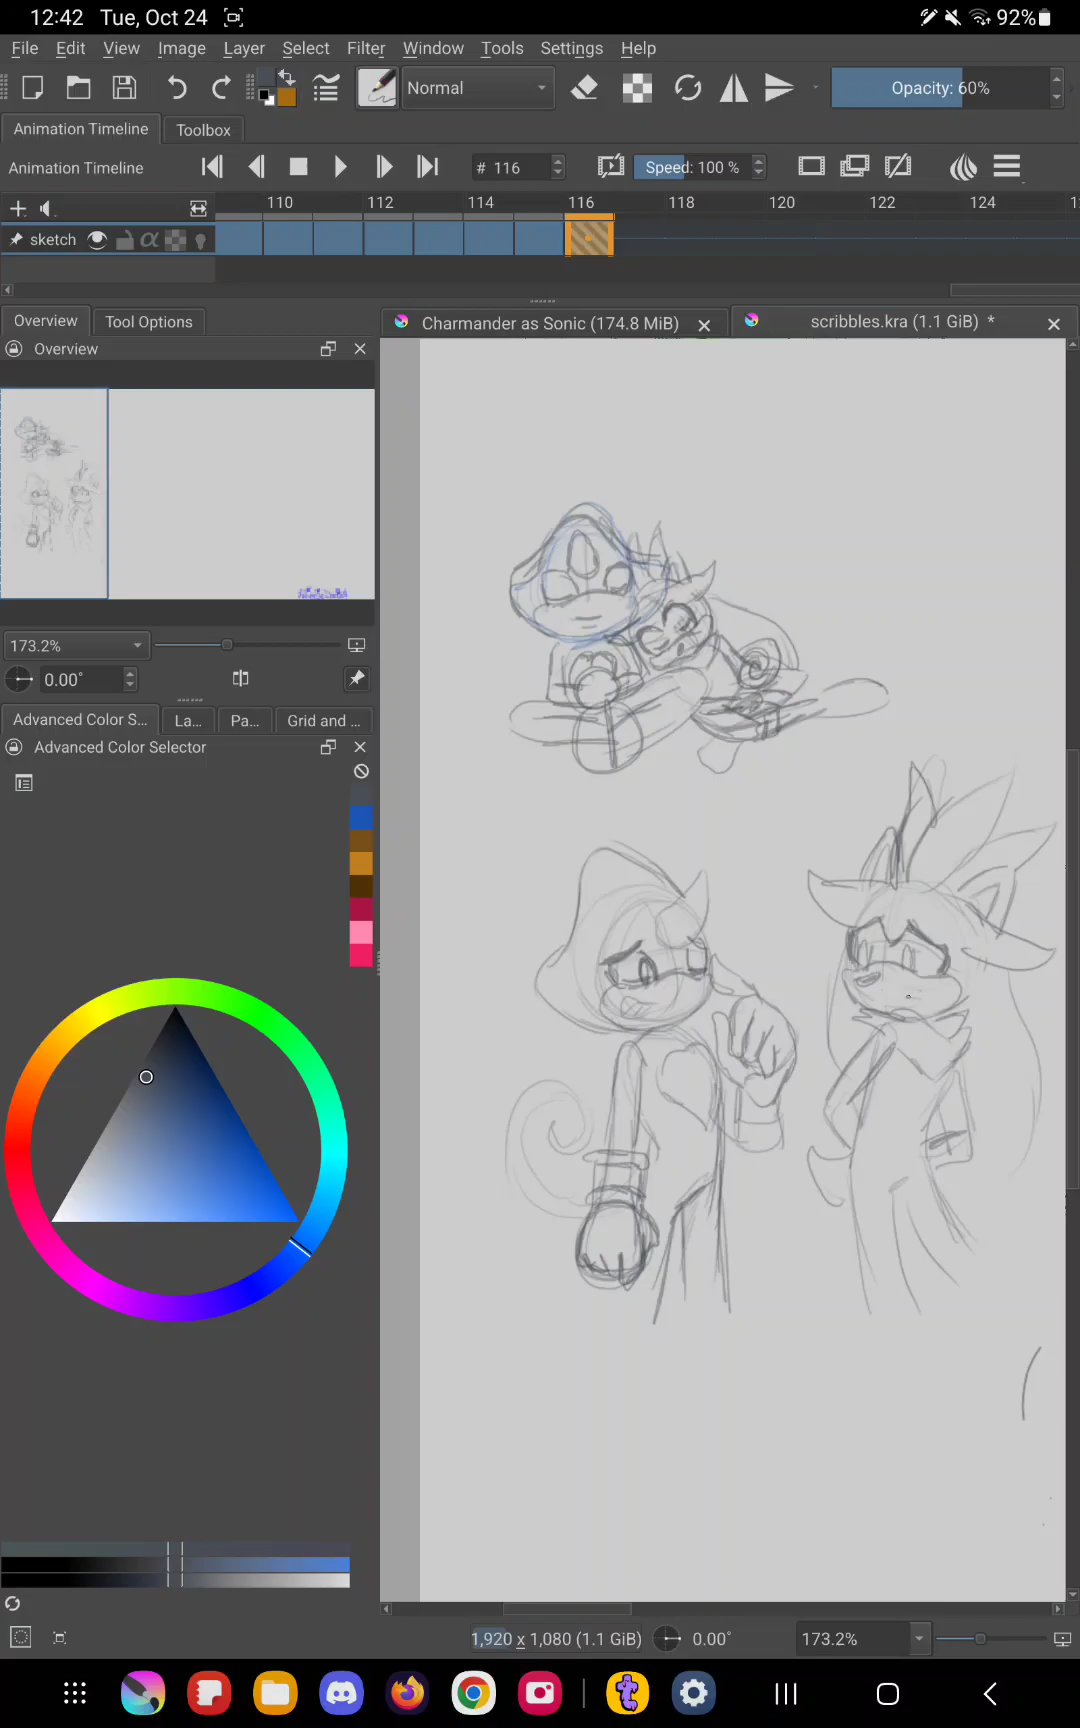 12:42 Tue, Oct 24 92%
File Edit View Image Layer Select Filter Window Tools Settings Help
Normal Opacity: 60%
Animation Timeline Toolbox
Animation Timeline # 116 Speed: 100 %
110 112 114 116 118 120 122 124
sketch α
Overview Tool Options Charmander as Sonic (174.8 MiB) scribbles.kra (1.1 GiB) *
Overview
173.2%
0.00°
Advanced Color S... La... Pa... Grid and ...
Advanced Color Selector
1,920 x 1,080 (1.1 GiB) 0.00° 173.2%